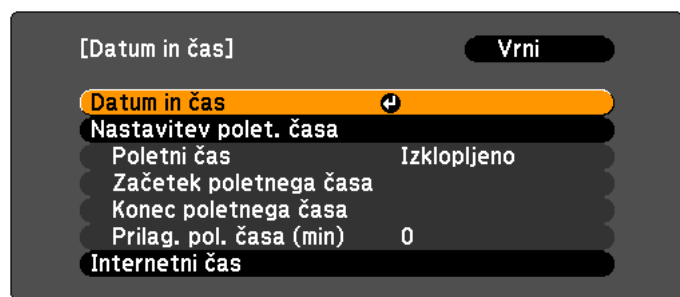 [Datum in čas] Vrni
Datum in čas
Nastavitev polet. časa
Poletni čas Izklopljeno
Začetek poletnega časa
Konec poletnega časa
Prilag. pol. časa (min) 0
Internetni čas